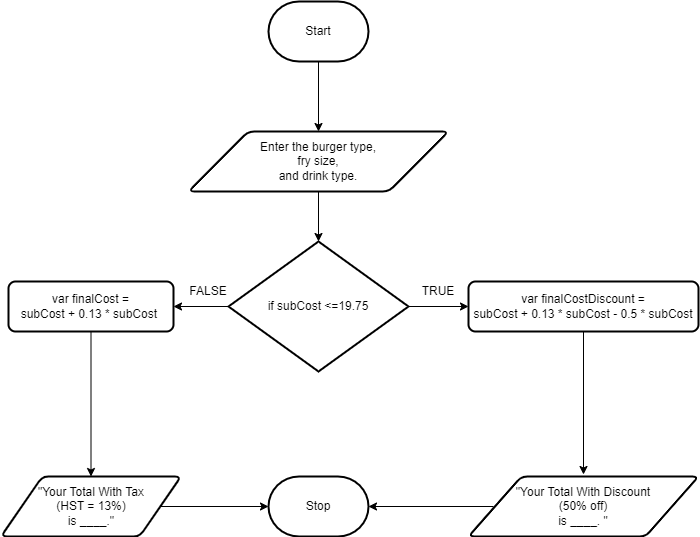 Start
Enter the burger type,
fry size,
and drink type.
if subCost <=19.75
FALSE
TRUE
var finalCost =
subCost + 0.13 * subCost
var finalCostDiscount =
subCost + 0.13 * subCost - 0.5 * subCost
"Your Total With Tax
(HST = 13%)
is ____."
Stop
"Your Total With Discount
(50% off)
is ____. "